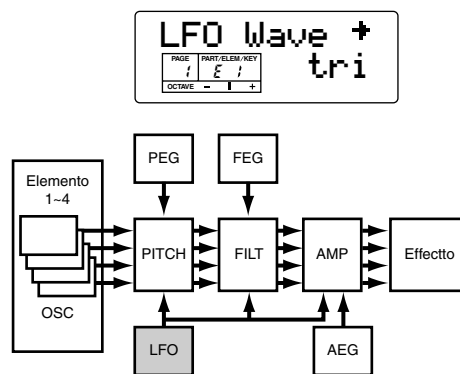 LFO Wave
tri
PAGE PART/ELEM/KEY
1 E 1
OCTAVE – +
PEG FEG
Elemento
1~4
PITCH FILT AMP Effectto
OSC
LFO AEG